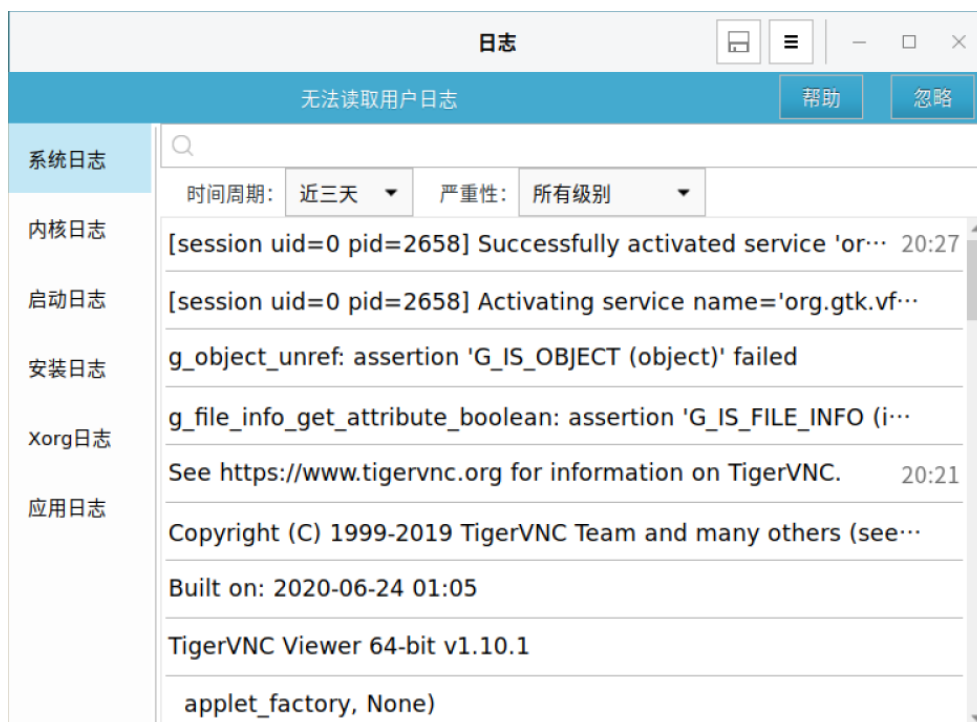 日志
无法读取用户日志 帮助 忽略
系统日志
内核日志
启动日志
安装日志
Xorg日志
应用日志
时间周期: 近三天 严重性: 所有级别
[session uid=0 pid=2658] Successfully activated service 'or⋯ 20:27
[session uid=0 pid=2658] Activating service name='org.gtk.vf⋯
g_object_unref: assertion 'G_IS_OBJECT (object)' failed
g_file_info_get_attribute_boolean: assertion 'G_IS_FILE_INFO (i⋯
See https://www.tigervnc.org for information on TigerVNC. 20:21
Copyright (C) 1999-2019 TigerVNC Team and many others (see⋯
Built on: 2020-06-24 01:05
TigerVNC Viewer 64-bit v1.10.1
applet_factory, None)